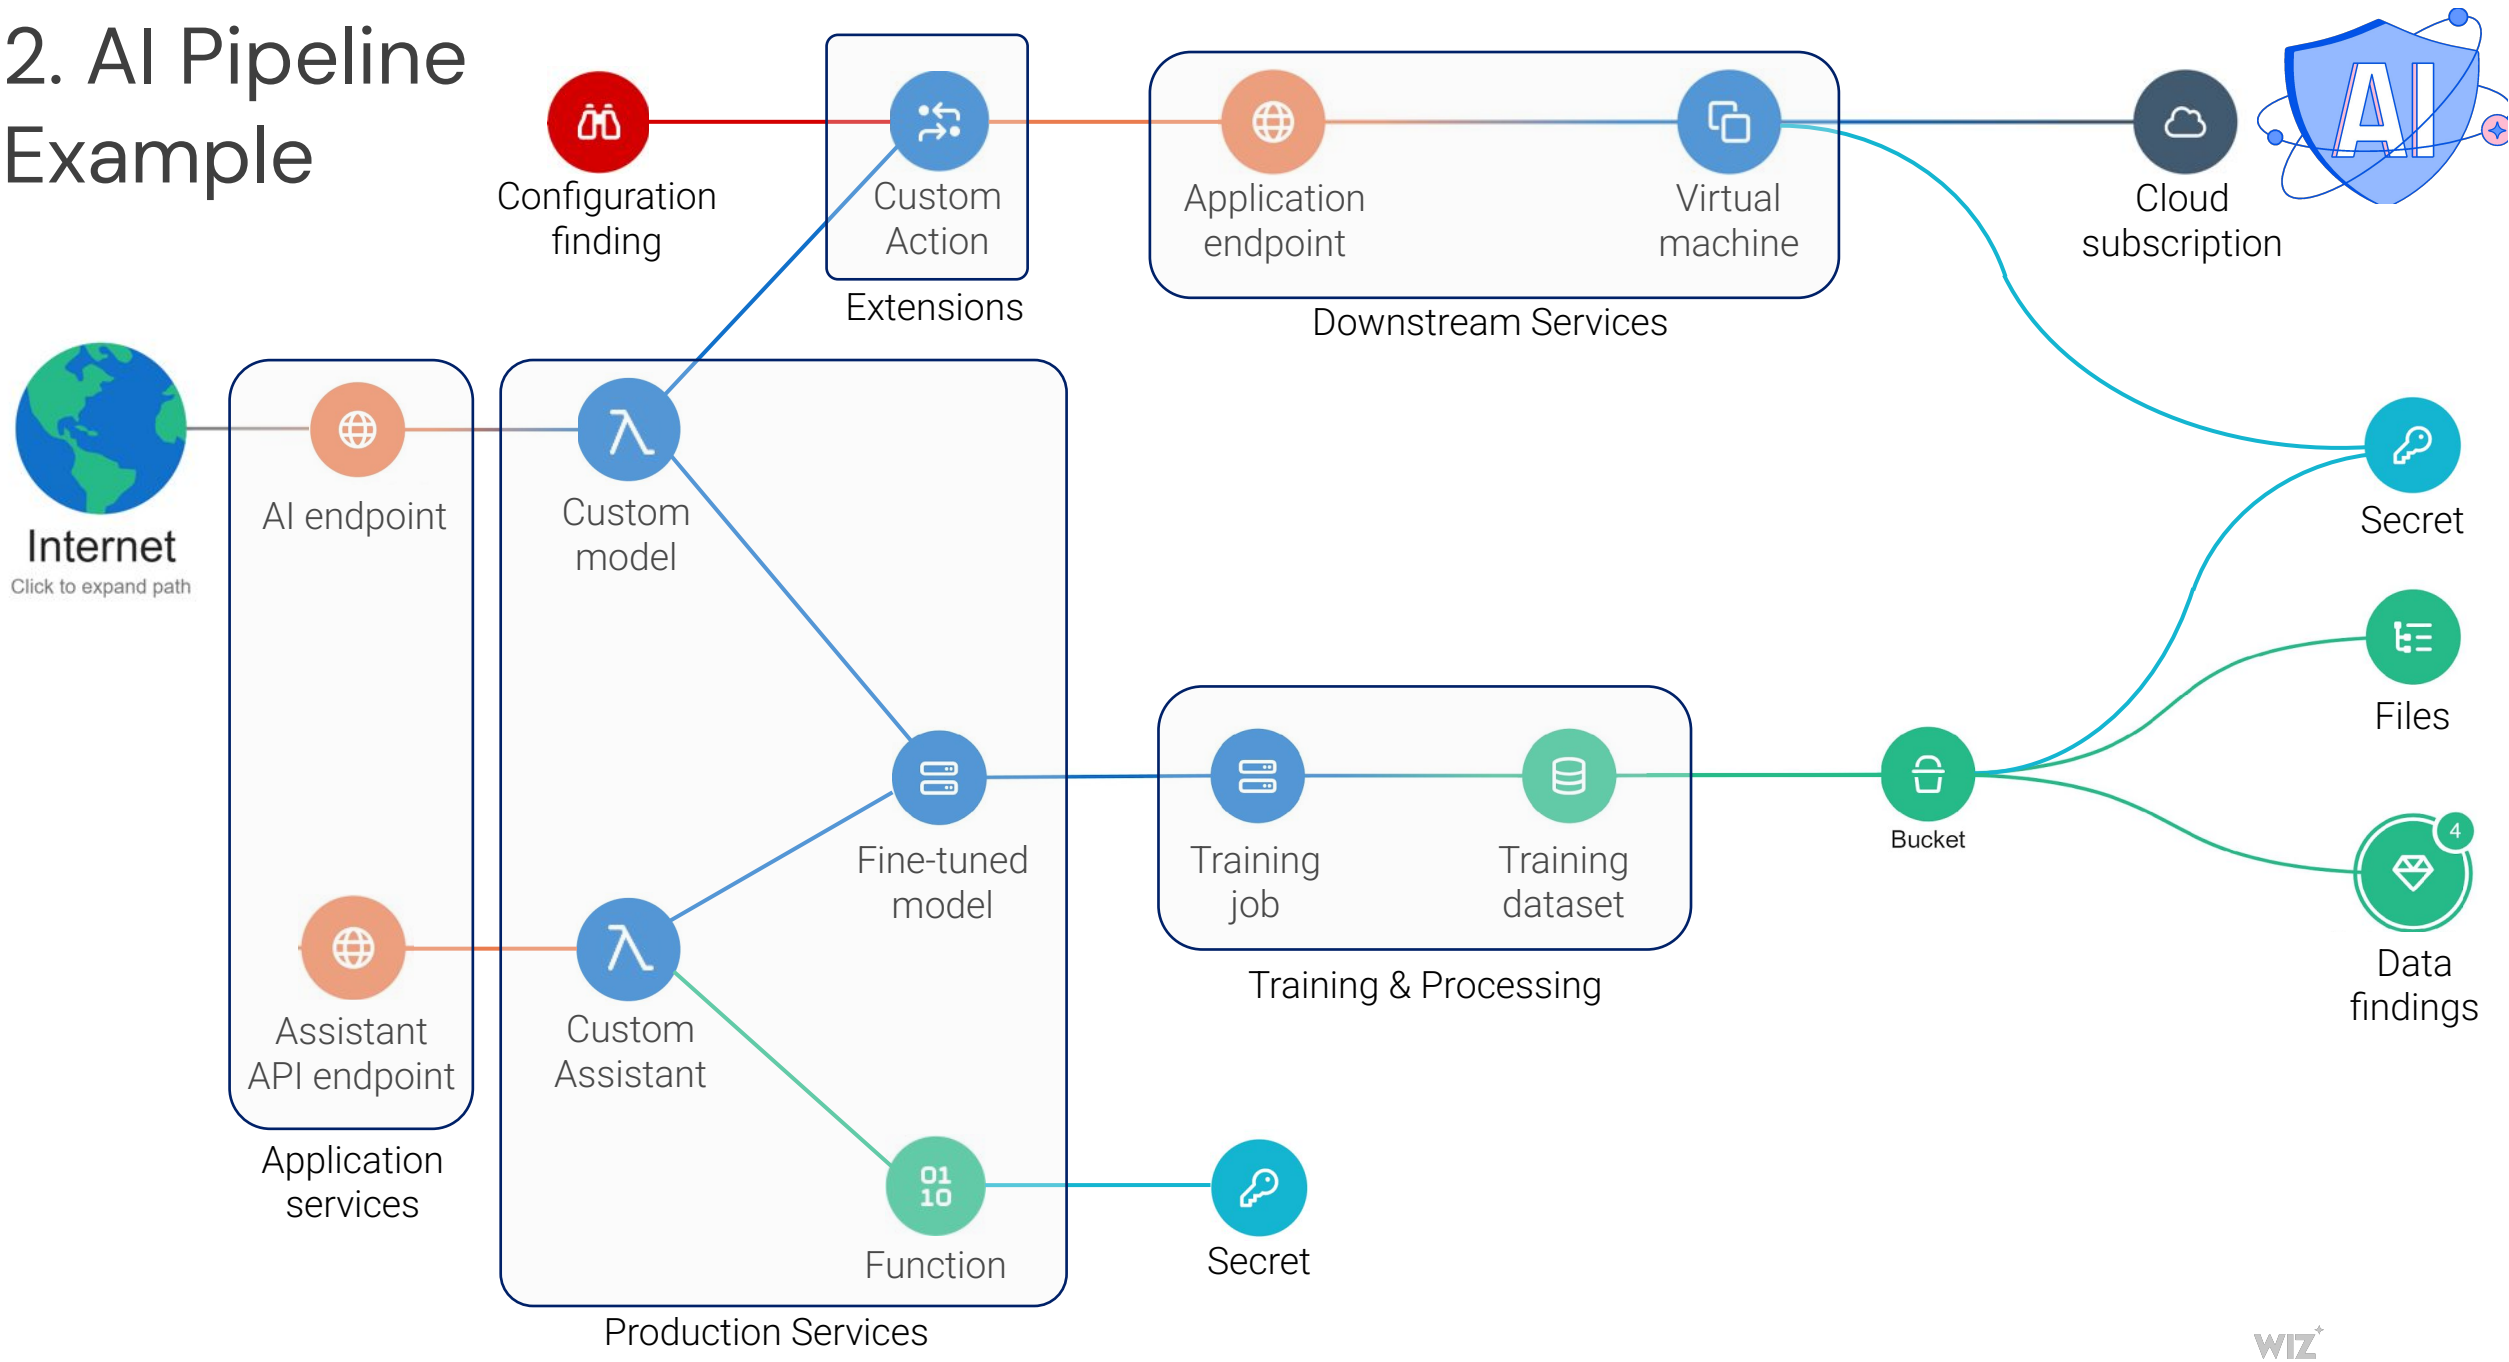 2. AI Pipeline
Example
AI
Configuration
finding
Custom
Action
Application
endpoint
Virtual
machine
Cloud
subscription
Extensions
Downstream Services
Internet
Click to expand path
AI endpoint
Custom
model
Secret
Files
Fine-tuned
model
Training
job
Training
dataset
Bucket
4
Data
findings
Training & Processing
Assistant
API endpoint
Custom
Assistant
Application
services
01
10
Function
Secret
Production Services
WIZ